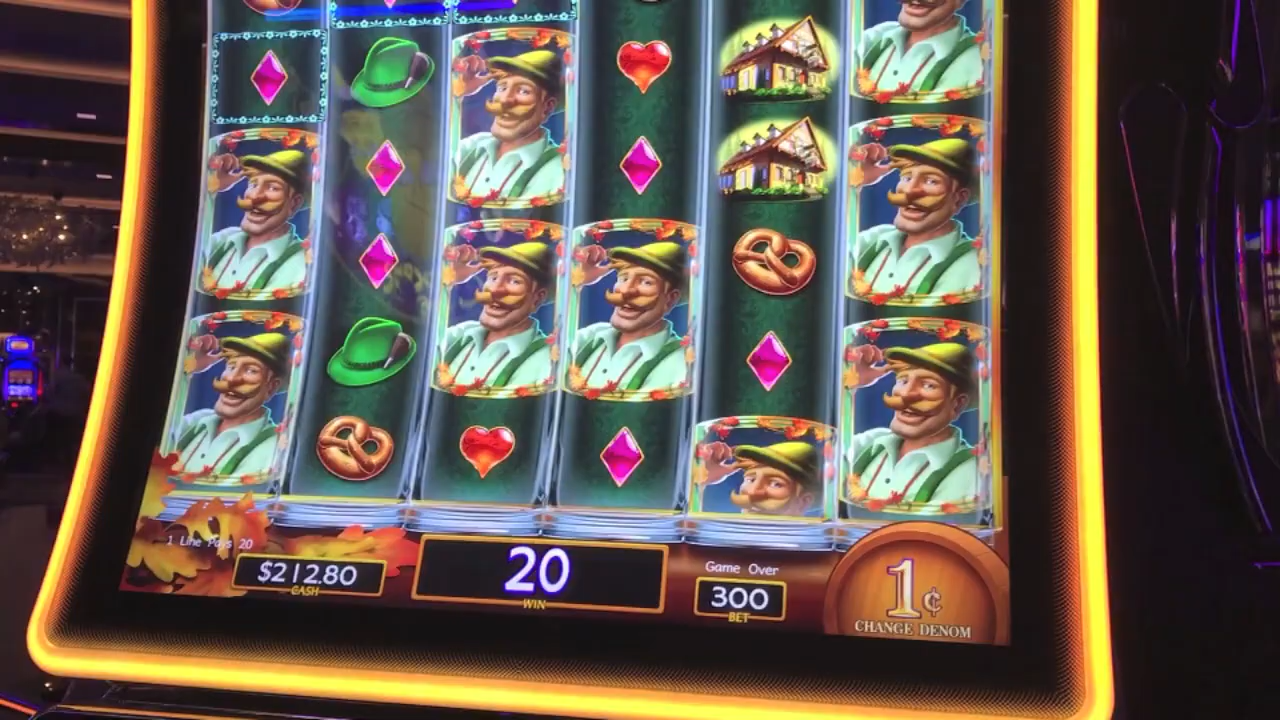 1 Line Pays 20
$212.80
CASH
20
WIN
Game Over
300
BET
1¢
CHANGE DENOM